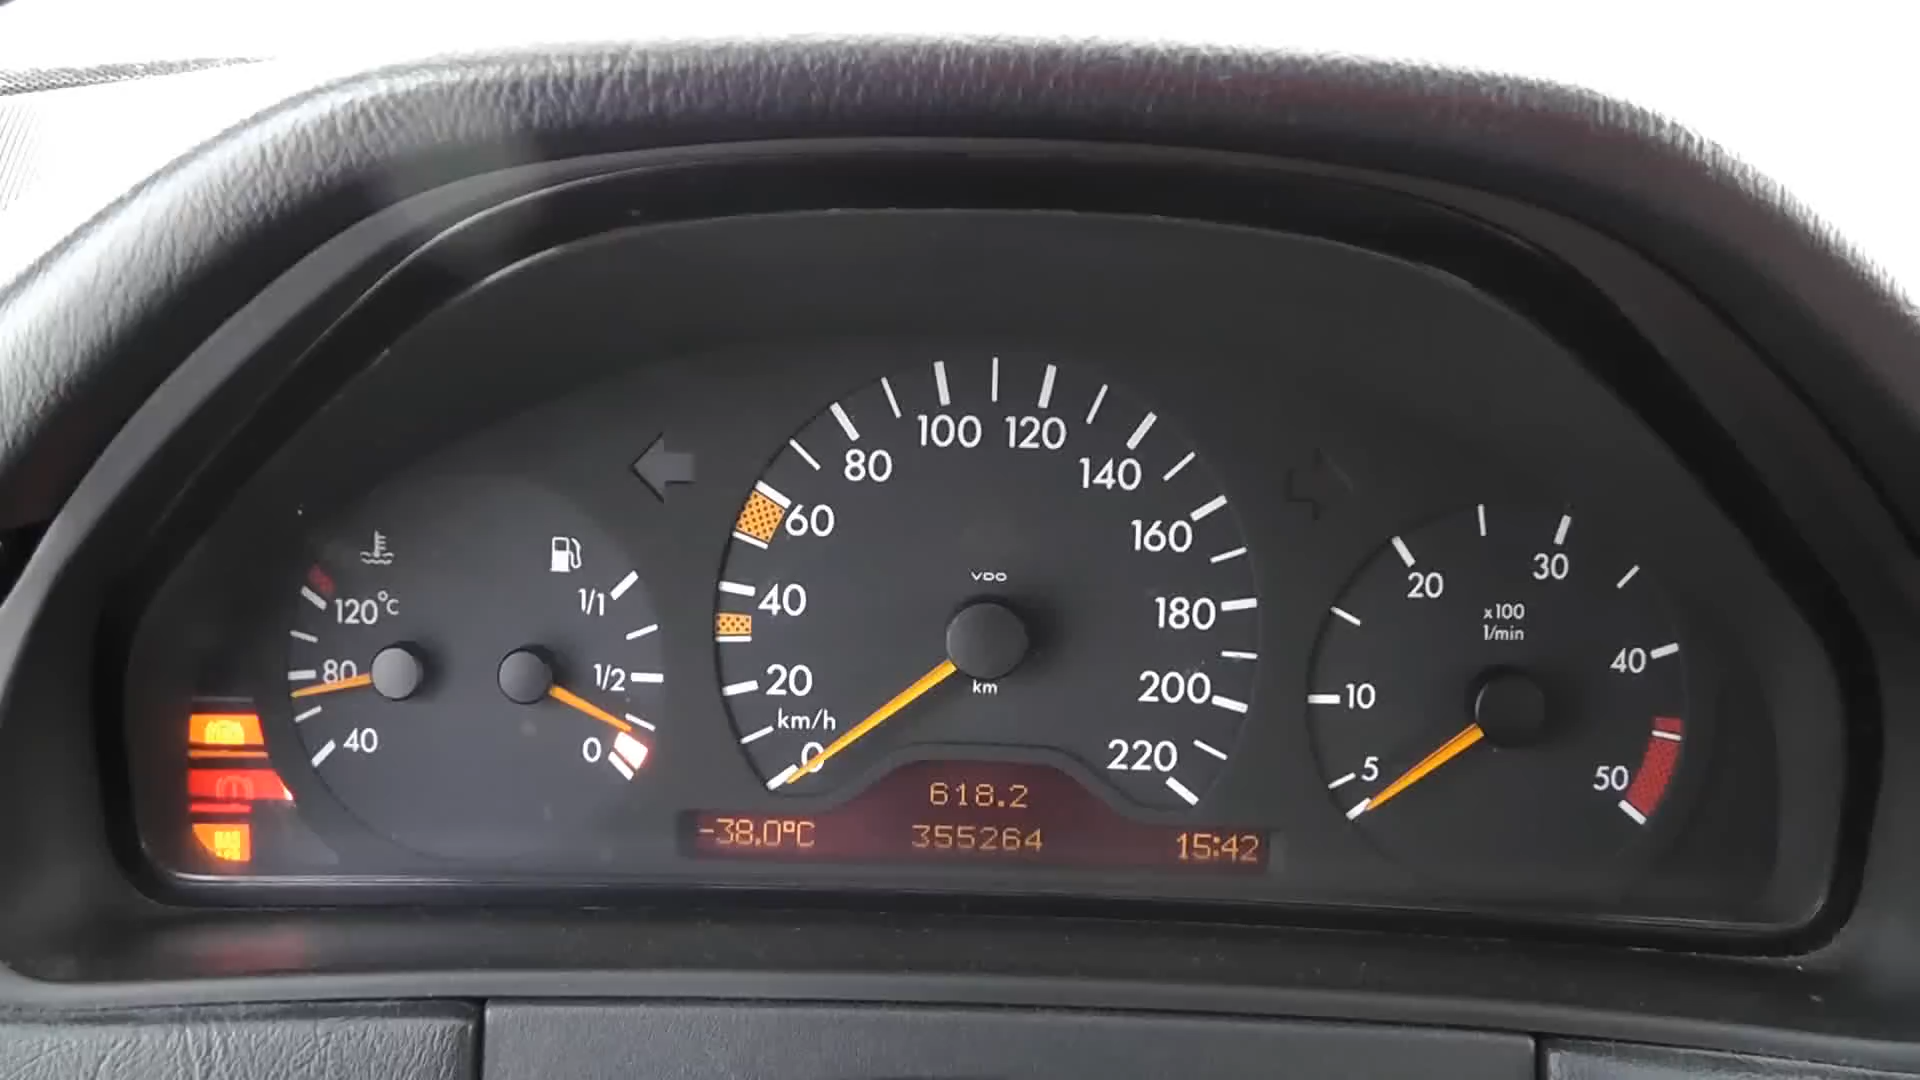 100 120
80 140
60 160
40 180
20 200
km/h
0 220
VDO
km
120°C
80
40
1/1
1/2
0
20 30
x100
1/min
10 40
5 50
618.2
-38.0°C 355264 15:42